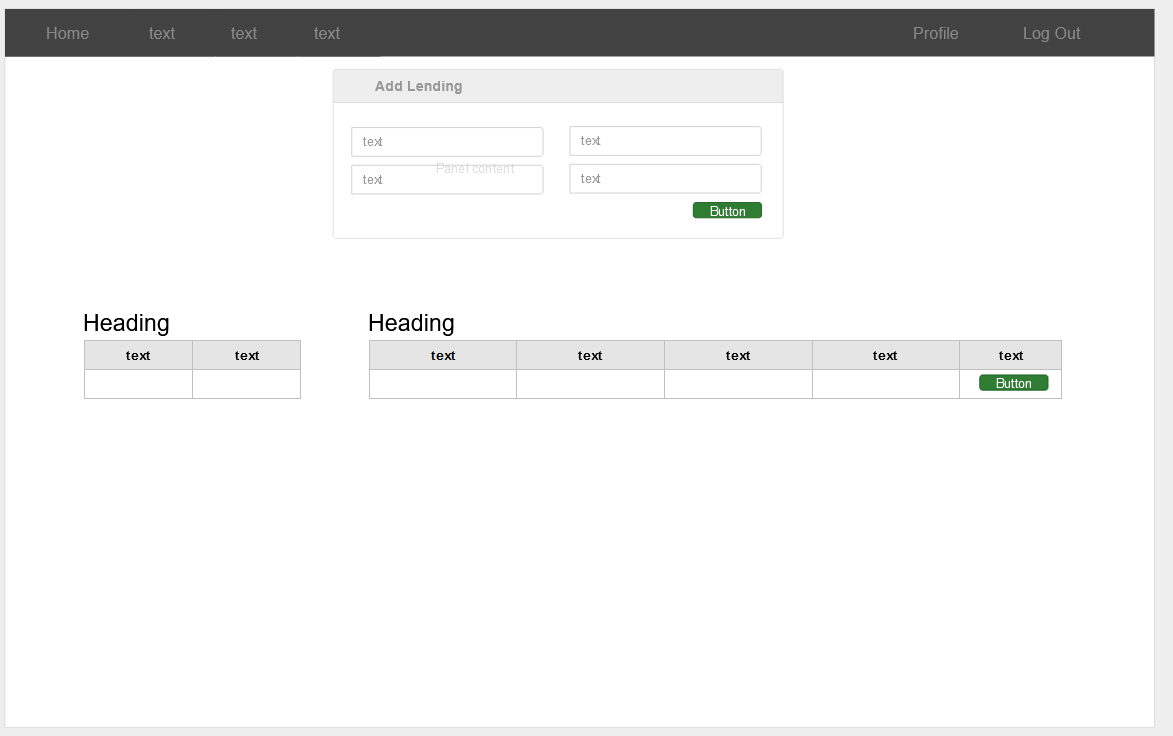 Home text text text Profile Log Out
Add Lending
text text
Panel content
text text
Button
Heading Heading
text text text text text text text
Button